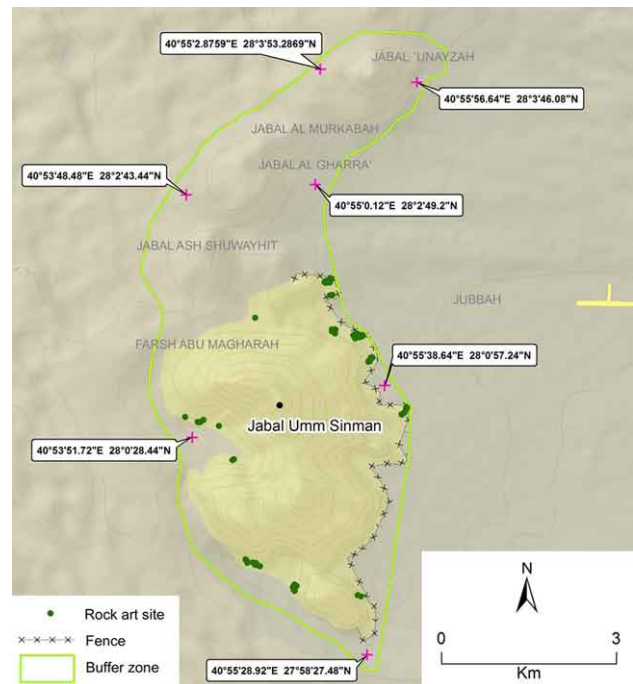 40°55'2.8759"E  28°3'53.2869"N
JABAL 'UNAYZAH
40°55'56.64"E  28°3'46.08"N
JABAL AL MURKABAH
JABAL AL GHARRA'
40°53'48.48"E  28°2'43.44"N
40°55'0.12"E  28°2'49.2"N
JABAL ASH SHUWAYHIT
JUBBAH
FARSH ABU MAGHARAH
40°55'38.64"E  28°0'57.24"N
Jabal Umm Sinman
40°53'51.72"E  28°0'28.44"N
Rock art site
Fence
Buffer zone
40°55'28.92"E  27°58'27.48"N
N
0 3
Km